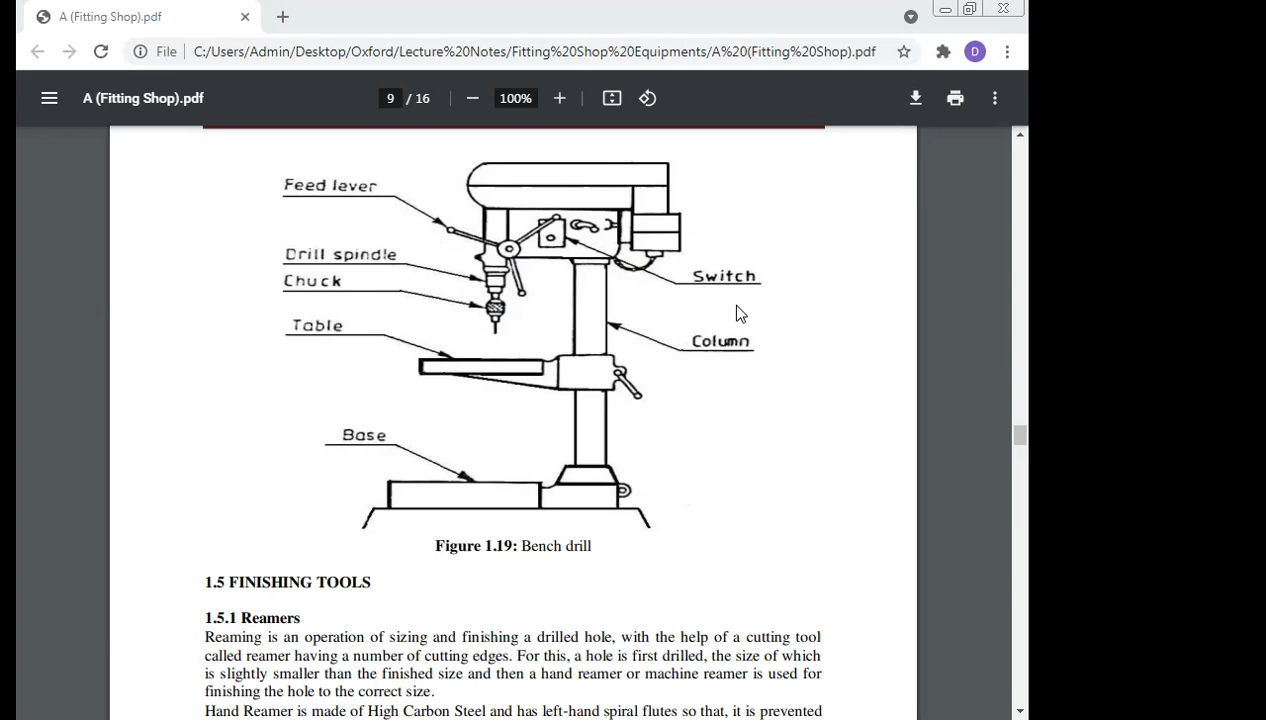 A (Fitting Shop).pdf
File C:/Users/Admin/Desktop/Oxford/Lecture%20Notes/Fitting%20Shop%20Equipments/A%20(Fitting%20Shop).pdf
D
A (Fitting Shop).pdf
9 / 16
100%
Feed lever
Drill spindle
Chuck
Switch
Table
Column
Base
Figure 1.19: Bench drill
1.5 FINISHING TOOLS
1.5.1 Reamers
Reaming is an operation of sizing and finishing a drilled hole, with the help of a cutting tool
called reamer having a number of cutting edges. For this, a hole is first drilled, the size of which
is slightly smaller than the finished size and then a hand reamer or machine reamer is used for
finishing the hole to the correct size.
Hand Reamer is made of High Carbon Steel and has left-hand spiral flutes so that, it is prevented